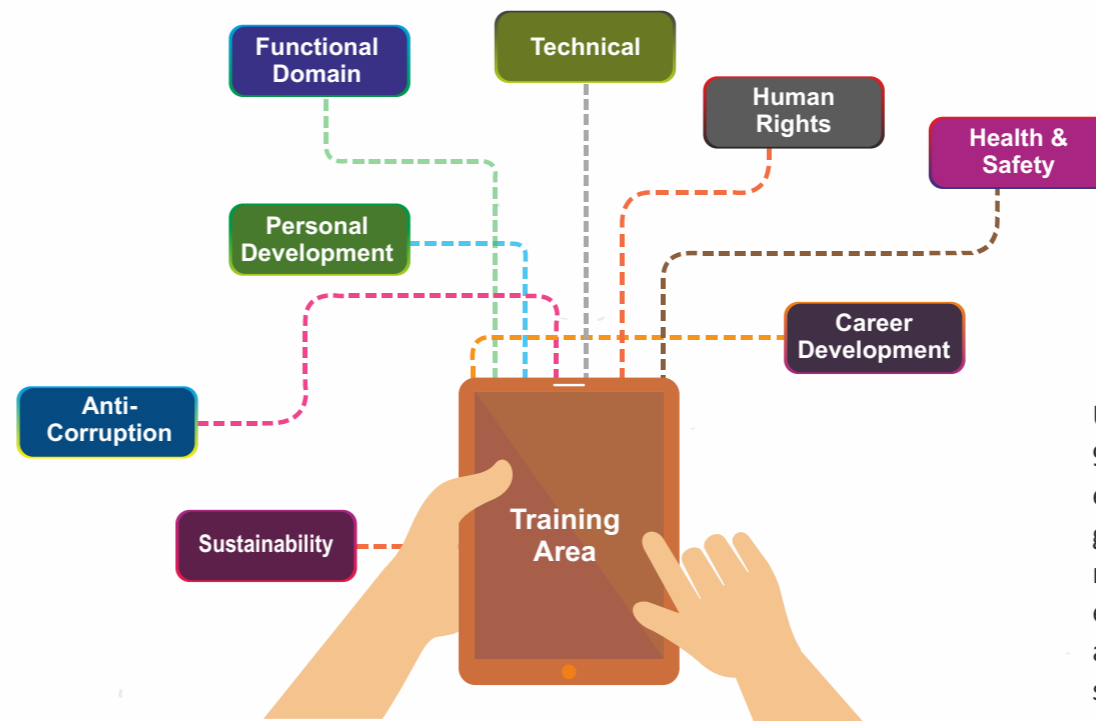 Functional
Domain
Technical
Human
Rights
Health &
Safety
Personal
Development
Career
Development
Anti-
Corruption
Sustainability
Training
Area